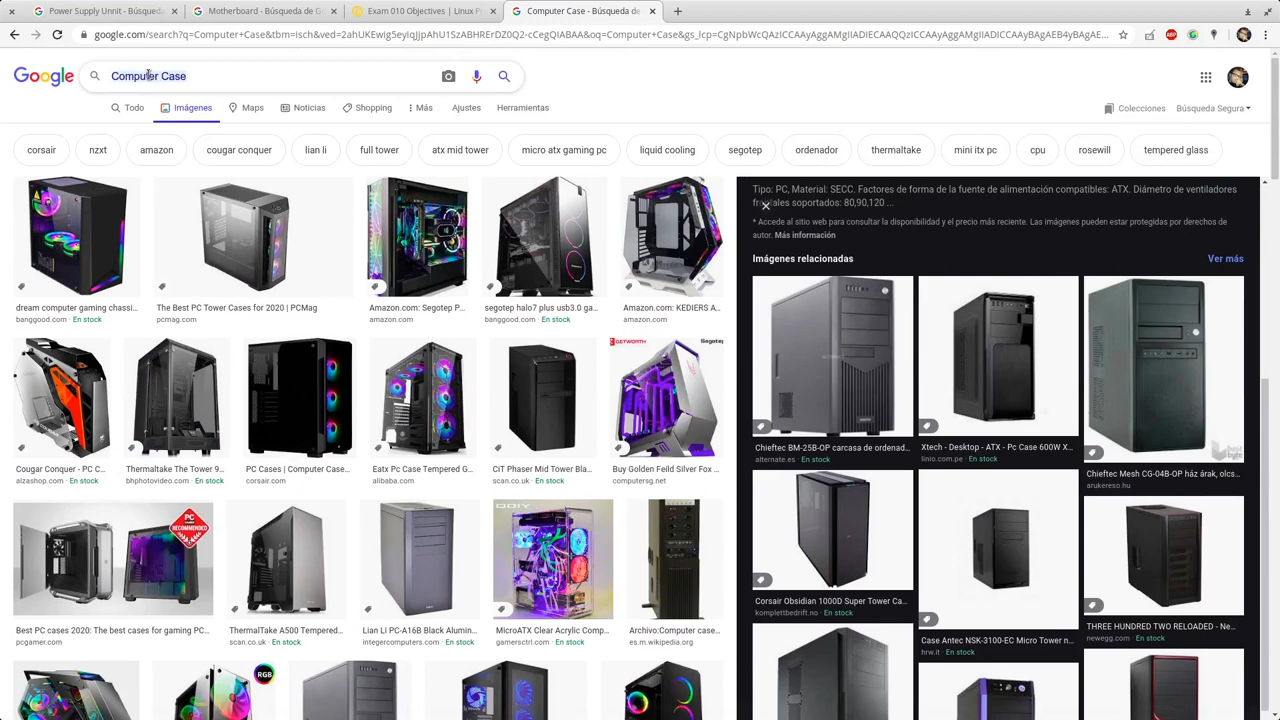 Power Supply Unnit - Búsqueda
Motherboard - Búsqueda de G
Exam 010 Objectives | Linux P
Computer Case - Búsqueda de
google.com/search?q=Computer+Case&tbm=isch&ved=2ahUKEwig5eyiqJjpAhU1SzABHRErDZ0Q2-cCegQIABAA&oq=Computer+Case&gs_lcp=CgNpbWcQAzICCAAyAggAMgIIADIECAAQQzICCAAyAggAMgIIADICCAAyAggAMgIIADICCAAyAggAMgIIADICCAAyBAgAEB4yBAgAE...
Google
Computer Case
Todo
Imágenes
Maps
Noticias
Shopping
Más
Ajustes
Herramientas
Colecciones
Búsqueda Segura
corsair
nzxt
amazon
cougar conquer
lian li
full tower
atx mid tower
micro atx gaming pc
liquid cooling
segotep
ordenador
thermaltake
mini itx pc
cpu
rosewill
tempered glass
dream computer gaming chassi...
banggood.com · En stock
The Best PC Tower Cases for 2020 | PCMag
pcmag.com
Amazon.com: Segotep P...
amazon.com
segotep halo7 plus usb3.0 ga...
banggood.com · En stock
Amazon.com: KEDIERS A...
amazon.com
GETWORTH
Segotep
Cougar Conquer - PC C...
alzashop.com · En stock
Thermaltake The Tower 9...
bhphotovideo.com · En stock
PC Cases | Computer Case...
corsair.com
Eatx Pc Case Tempered G...
alibaba.com
CiT Phaser Mid Tower Bla...
scan.co.uk · En stock
Buy Golden Feild Silver Fox ...
computersg.net
PC GAMER
RECOMMENDED
DOIY
Best PC cases 2020: The best cases for gaming PC...
pcgamer.com
ThermalTake A500 Tempered...
scan.co.uk · En stock
Lian Li PC-A16B Black Alumin...
integercomputers.com · En stock
MicroATX Clear Acrylic Comp...
gamersctrl.com · En stock
Archivo:Computer case...
es.m.wikipedia.org
RGB
Tipo: PC, Material: SECC. Factores de forma de la fuente de alimentación compatibles: ATX. Diámetro de ventiladores
frontales soportados: 80,90,120 ...
* Accede al sitio web para consultar la disponibilidad y el precio más reciente. Las imágenes pueden estar protegidas por derechos de
autor. Más información
Imágenes relacionadas
Ver más
Chieftec BM-25B-OP carcasa de ordenad...
alternate.es · En stock
Xtech - Desktop - ATX - Pc Case 600W X...
linio.com.pe · En stock
Chieftec Mesh CG-04B-OP ház árak, olcs...
arukereso.hu
Corsair Obsidian 1000D Super Tower Ca...
komplettbedrift.no · En stock
Case Antec NSK-3100-EC Micro Tower n...
hrw.it · En stock
THREE HUNDRED TWO RELOADED - Ne...
newegg.com · En stock